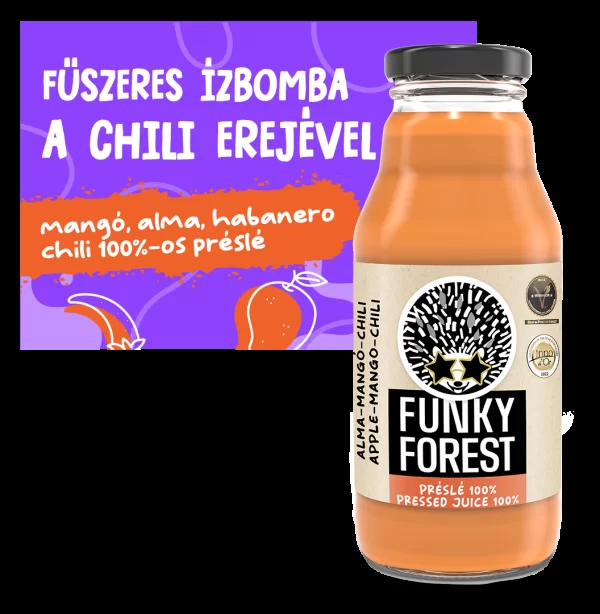 FŰSZERES ÍZBOMBA
A CHILI EREJÉVEL
mangó, alma, habanero
chili 100%-os préslé
ALMA-MANGÓ-CHILI
APPLE-MANGO-CHILI
FUNKY
FOREST
PRÉSLÉ 100%
PRESSED JUICE 100%